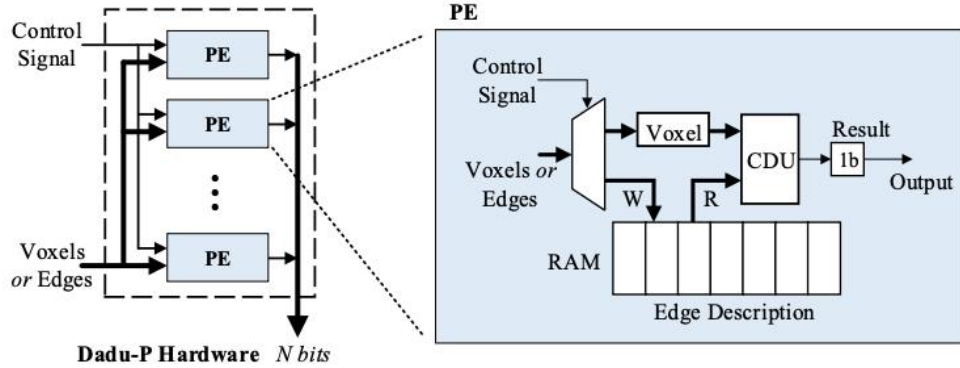 Control
Signal
PE
PE
PE
Voxels
or Edges
Dadu-P Hardware N bits
PE
Control
Signal
Voxels or
Edges
Voxel
CDU
Result
1b
Output
W
R
RAM
Edge Description